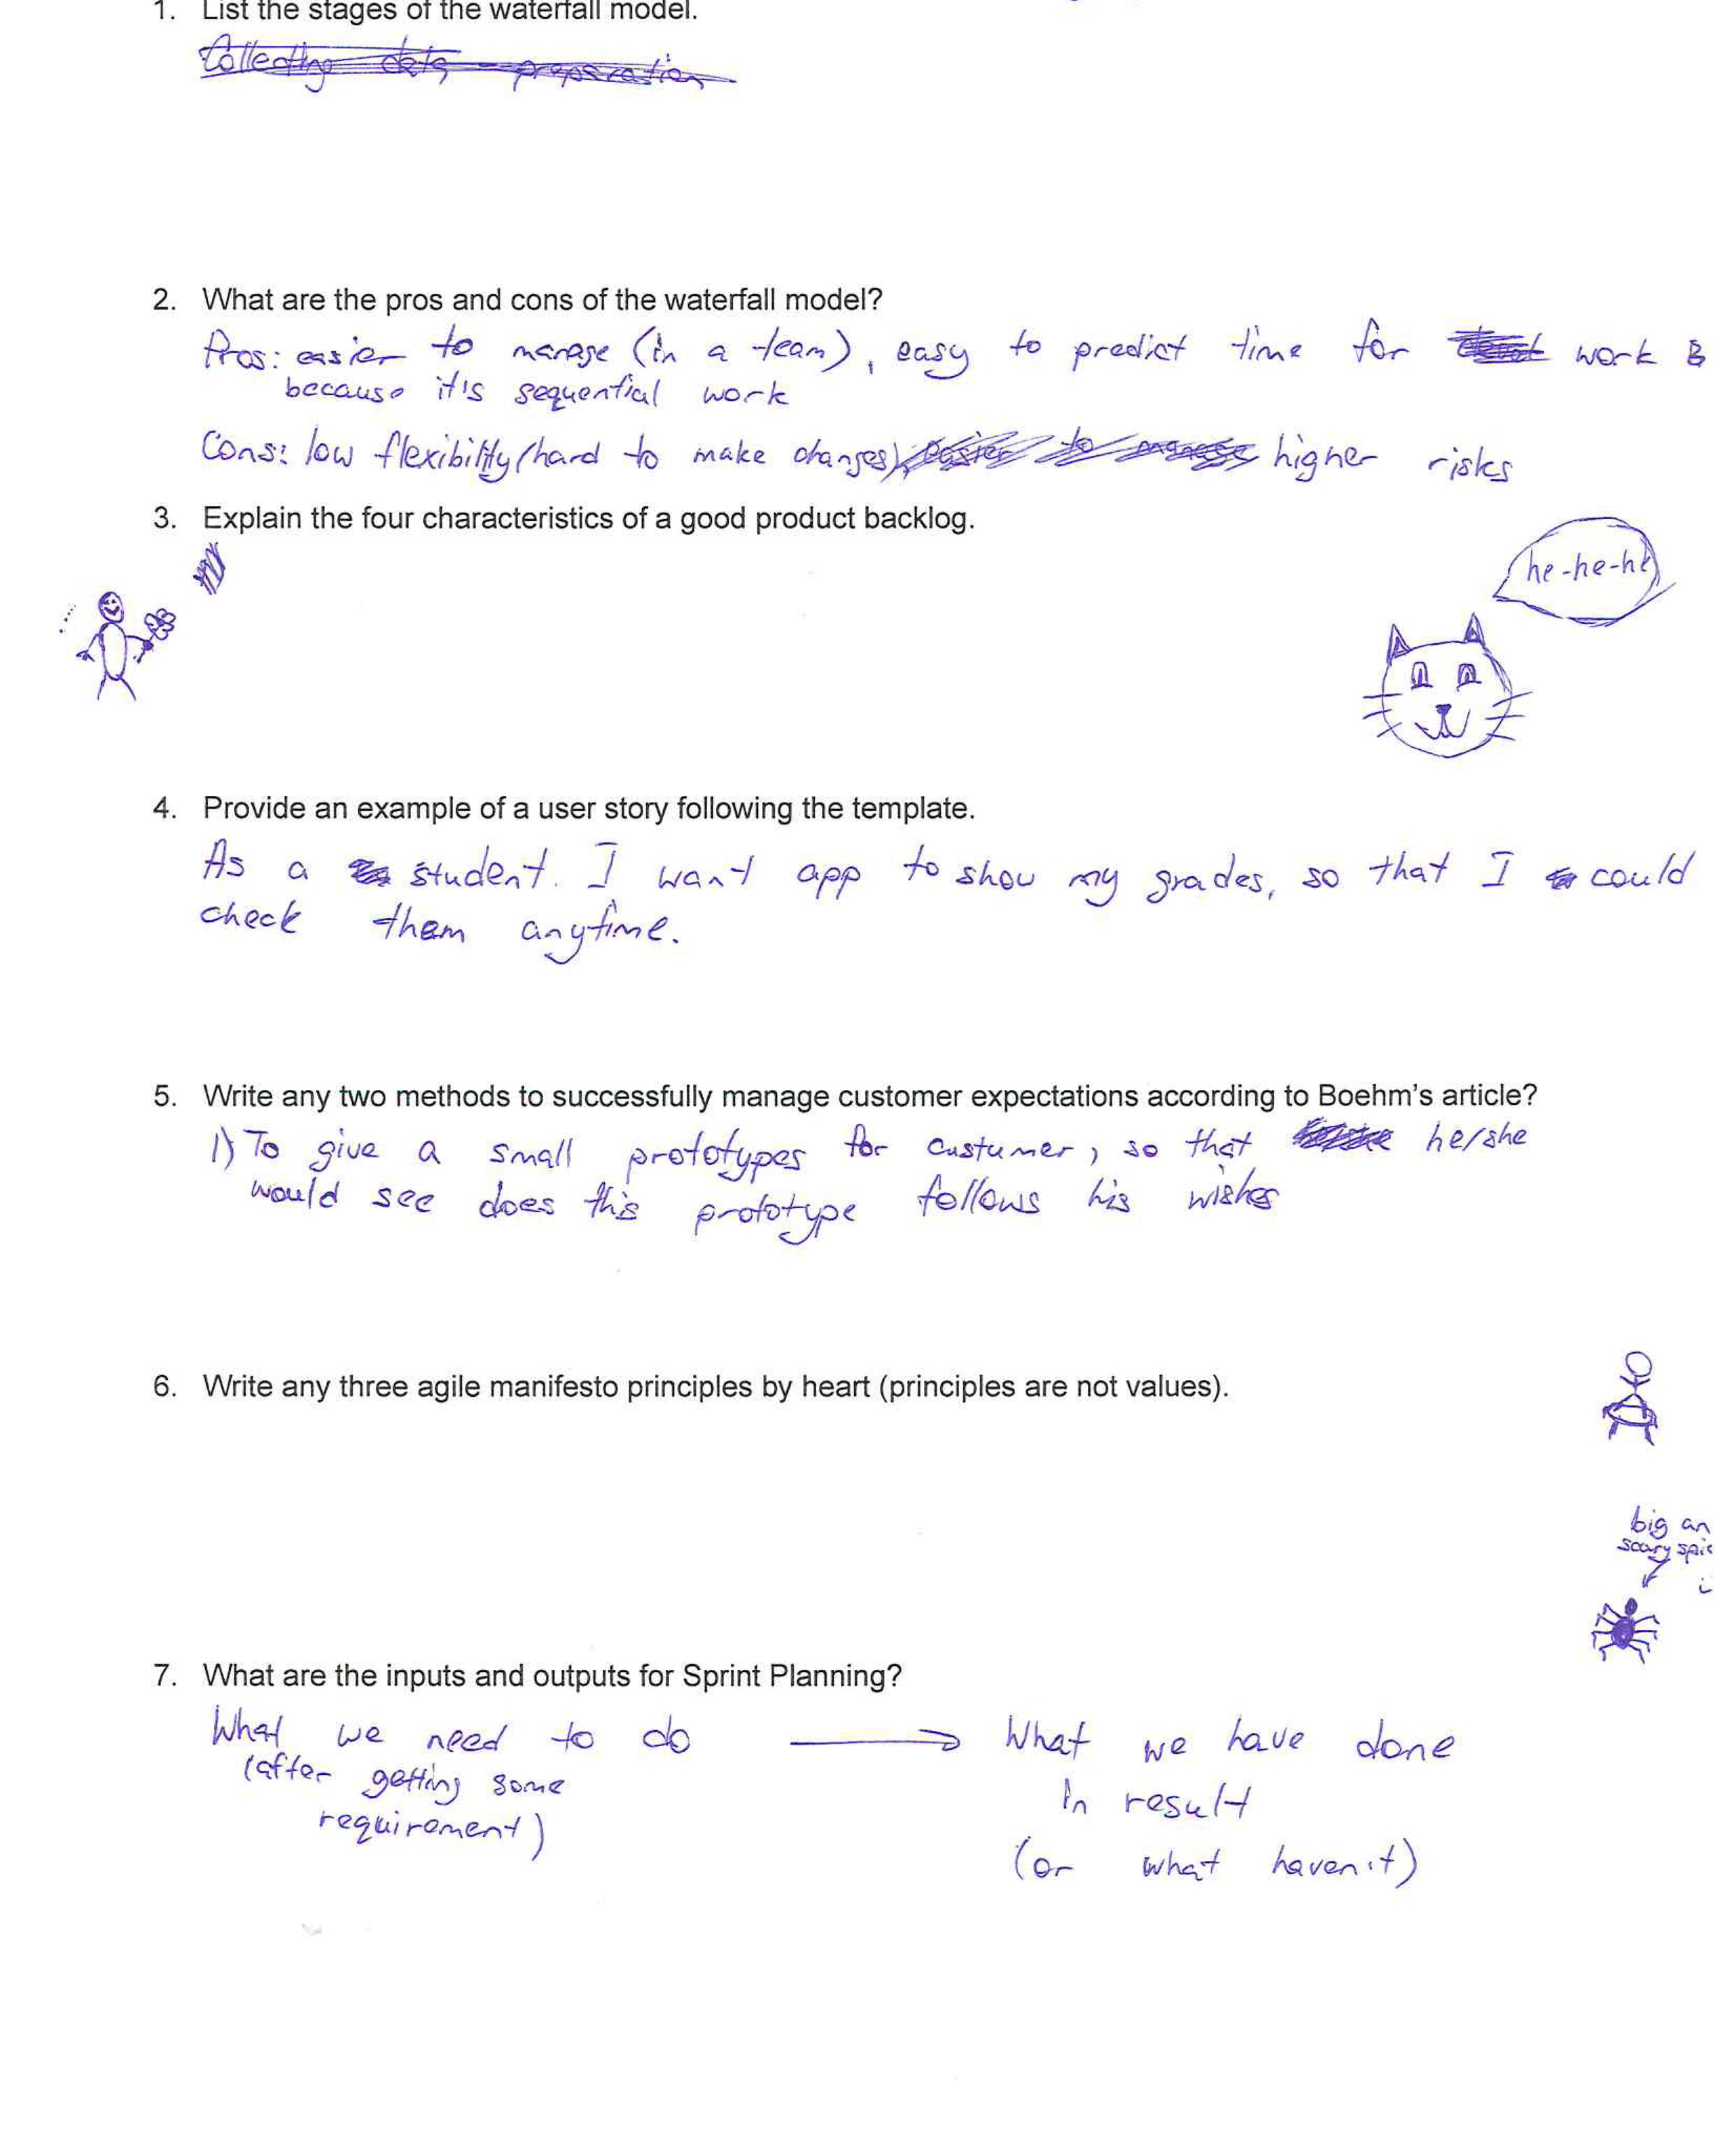 1. List the stages of the waterfall model.
Collecting data - preparation
2. What are the pros and cons of the waterfall model?
Pros: easier to manage (in a team), easy to predict time for work &
because it's sequential work
Cons: low flexibility (hard to make changes), easier to manage higher risks
3. Explain the four characteristics of a good product backlog.
he-he-he
4. Provide an example of a user story following the template.
As a student. I want app to show my grades, so that I could
check them anytime.
5. Write any two methods to successfully manage customer expectations according to Boehm's article?
1) To give a small prototypes for custumer, so that he/she
would see does this prototype follows his wishes
6. Write any three agile manifesto principles by heart (principles are not values).
big an
scary spi
7. What are the inputs and outputs for Sprint Planning?
What we need to do → What we have done
(after getting some
requirement)
in result
(or what haven't)